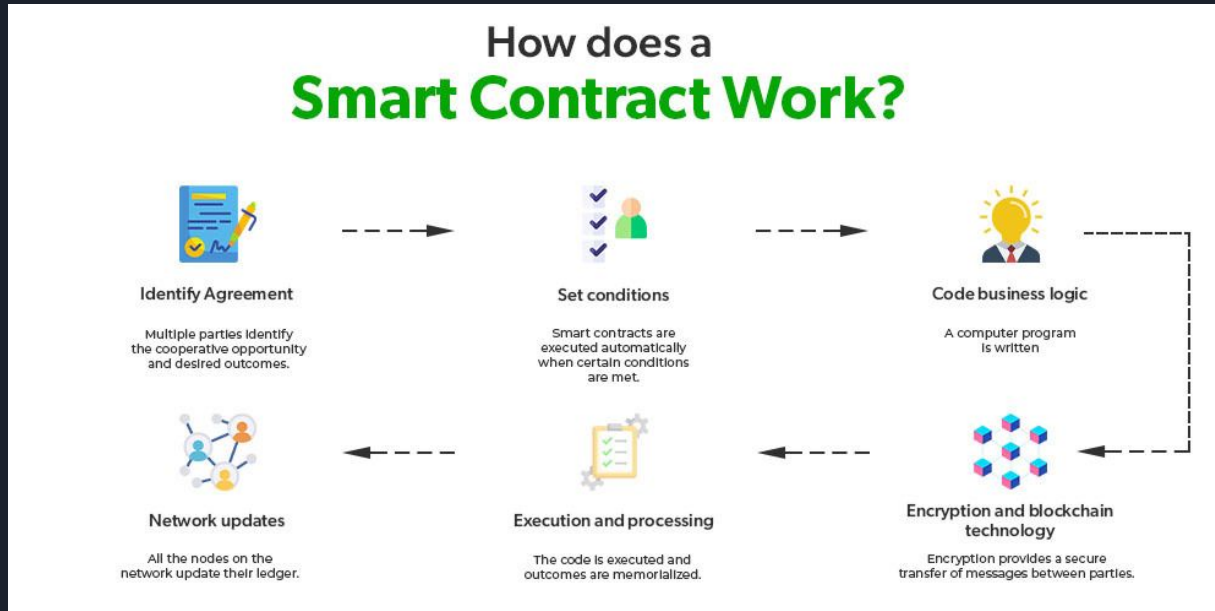 How does a
Smart Contract Work?
Identify Agreement
Multiple parties identify
the cooperative opportunity
and desired outcomes.
Set conditions
Smart contracts are
executed automatically
when certain conditions
are met.
Code business logic
A computer program
is written
Encryption and blockchain
technology
Encryption provides a secure
transfer of messages between parties.
Execution and processing
The code is executed and
outcomes are memorialized.
Network updates
All the nodes on the
network update their ledger.